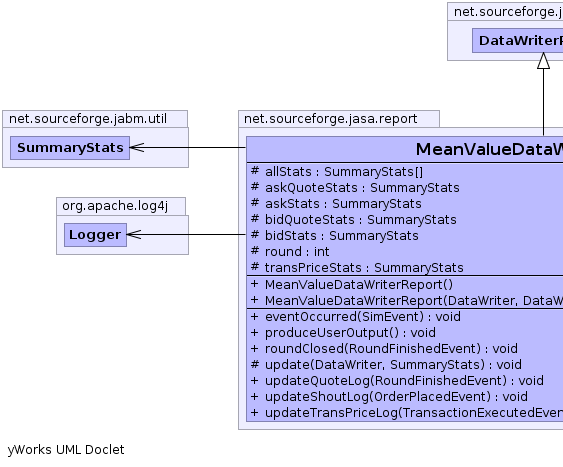 net.sourceforge.j
DataWriterR
net.sourceforge.jabm.util
SummaryStats
org.apache.log4j
Logger
net.sourceforge.jasa.report
MeanValueDataW
# allStats : SummaryStats[]
# askQuoteStats : SummaryStats
# askStats : SummaryStats
# bidQuoteStats : SummaryStats
# bidStats : SummaryStats
# round : int
# transPriceStats : SummaryStats
+ MeanValueDataWriterReport()
+ MeanValueDataWriterReport(DataWriter, DataW
+ eventOccurred(SimEvent) : void
+ produceUserOutput() : void
+ roundClosed(RoundFinishedEvent) : void
# update(DataWriter, SummaryStats) : void
+ updateQuoteLog(RoundFinishedEvent) : void
+ updateShoutLog(OrderPlacedEvent) : void
+ updateTransPriceLog(TransactionExecutedEven
yWorks UML Doclet